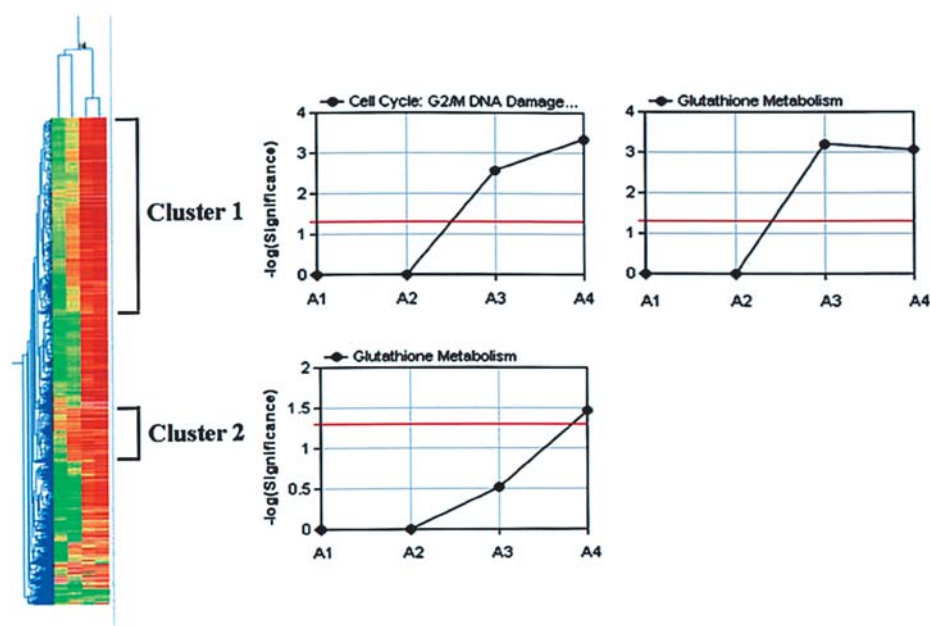 Cluster 1
Cluster 2
Cell Cycle: G2/M DNA Damage...
-log(Significance)
4
3
2
1
0
A1 A2 A3 A4
Glutathione Metabolism
4
3
2
1
0
A1 A2 A3 A4
Glutathione Metabolism
-log(Significance)
2
1.5
1
0.5
0
A1 A2 A3 A4